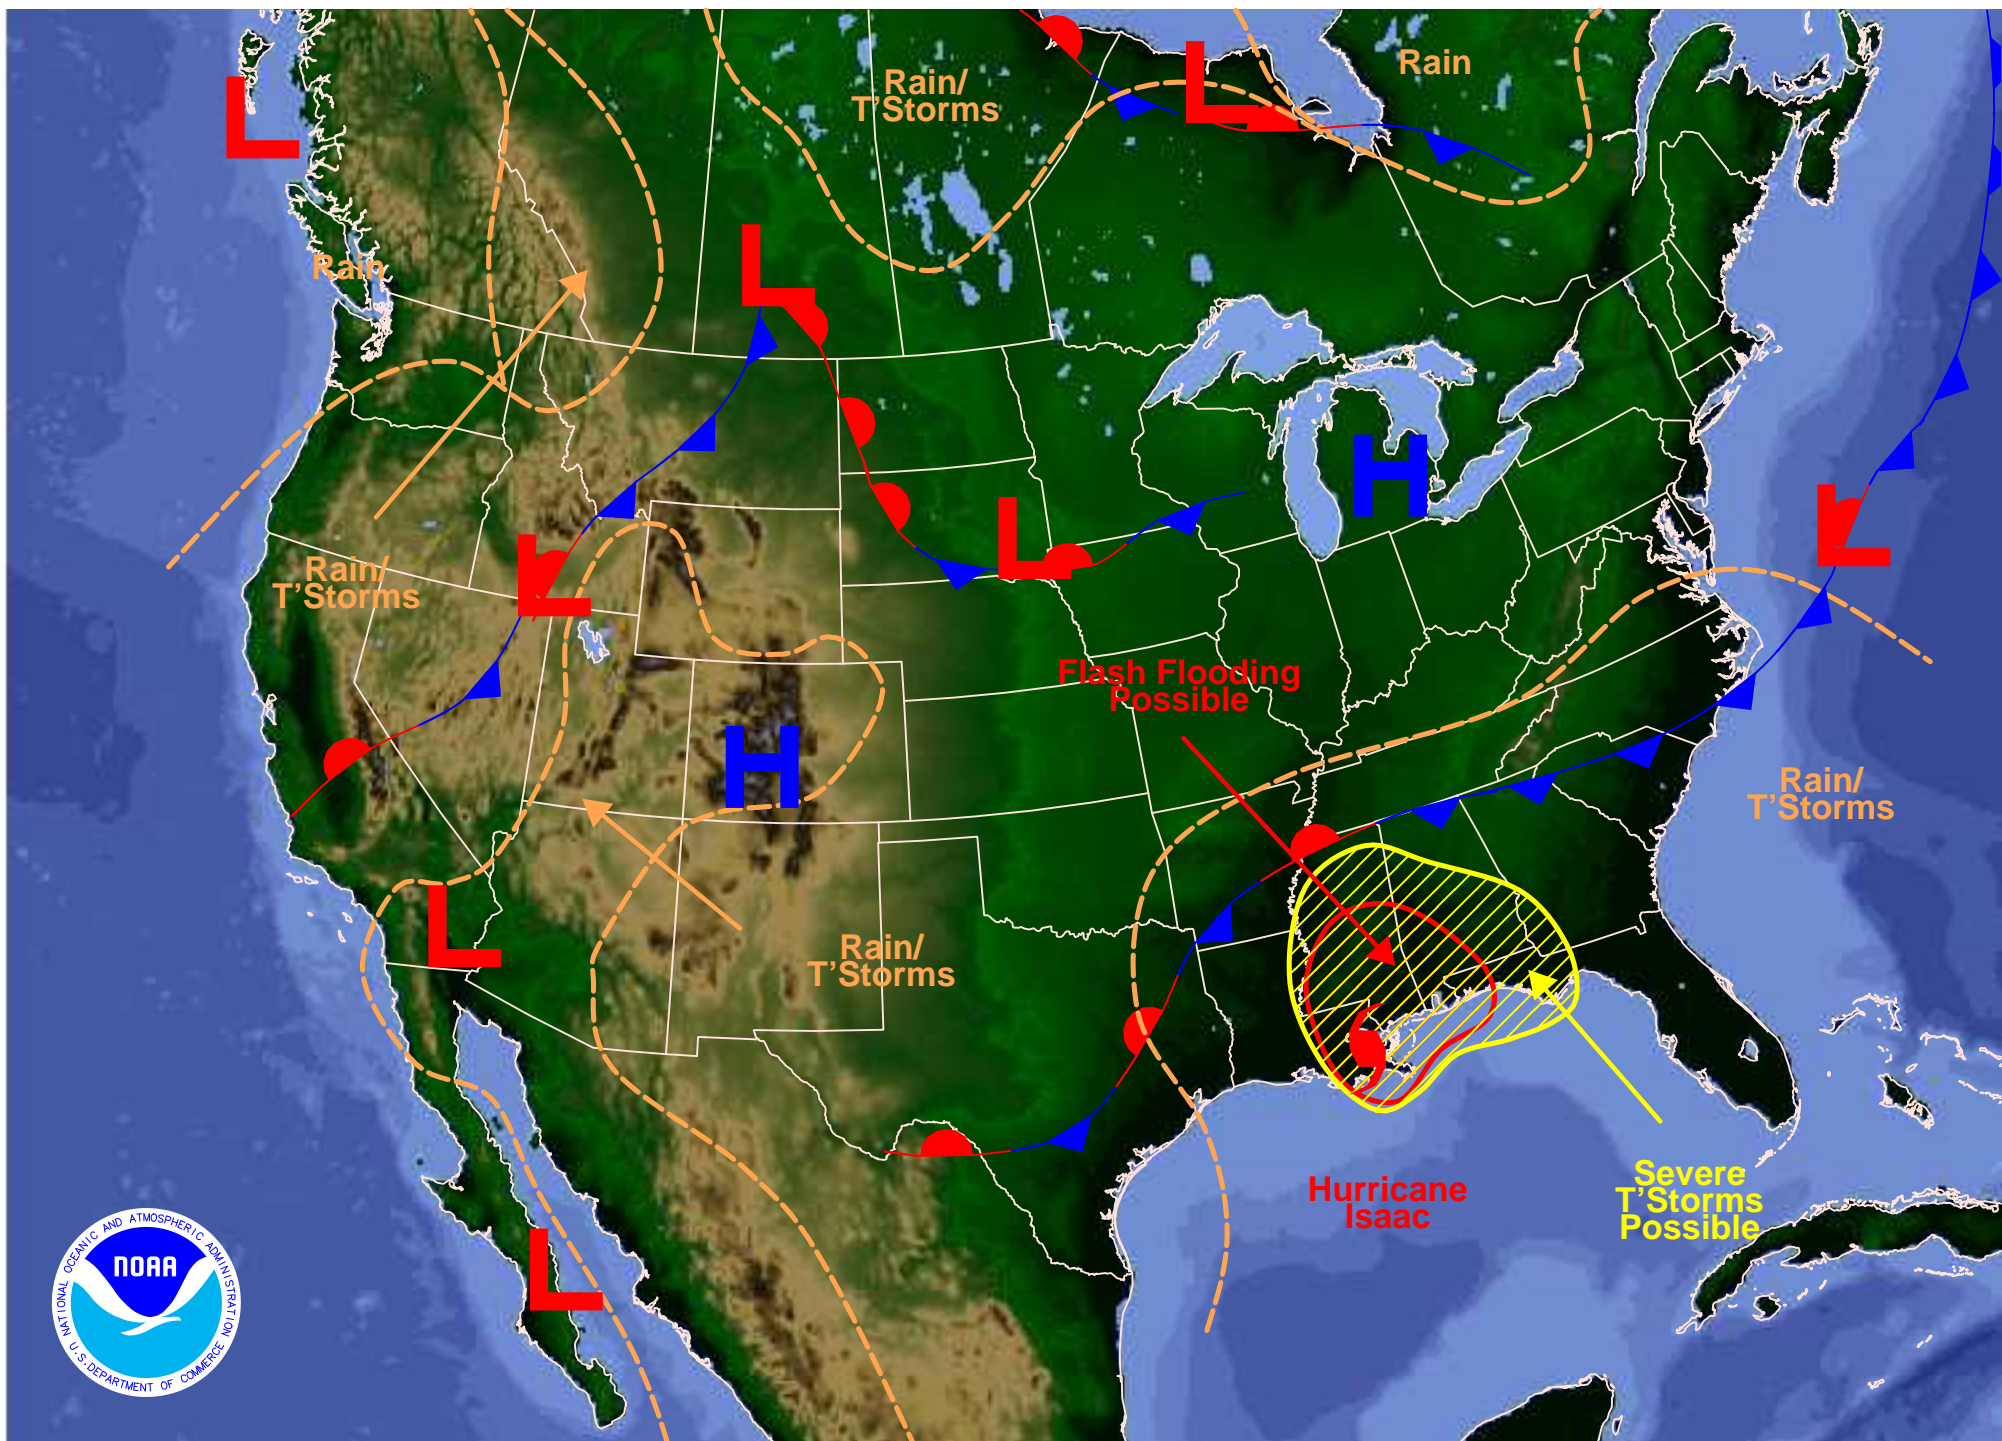 Rain/
T'Storms
Rain
L
L
Rain
L
H
L
L
L
Rain/
T'Storms
Flash Flooding
Possible
H
Rain/
T'Storms
L
Rain/
T'Storms
Hurricane
Isaac
Severe
T'Storms
Possible
L
NATIONAL OCEANIC AND ATMOSPHERIC ADMINISTRATION
NOAA
U.S. DEPARTMENT OF COMMERCE